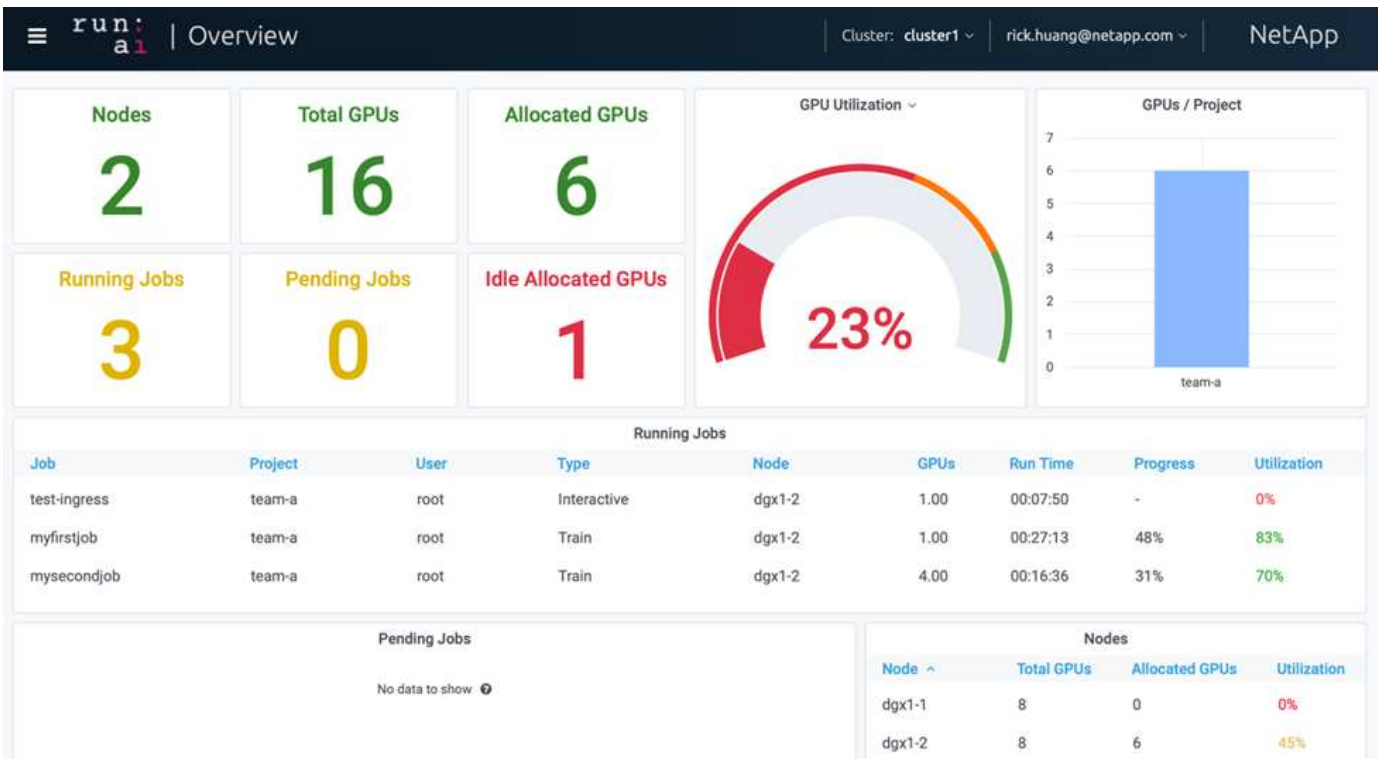 run: ai | Overview Cluster: cluster1 rick.huang@netapp.com NetApp
Nodes
2
Total GPUs
16
Allocated GPUs
6
Running Jobs
3
Pending Jobs
0
Idle Allocated GPUs
1
GPU Utilization
23%
GPUs / Project
7
6
5
4
3
2
1
0
team-a
Running Jobs
Job Project User Type Node GPUs Run Time Progress Utilization
test-ingress team-a root Interactive dgx1-2 1.00 00:07:50 - 0%
myfirstjob team-a root Train dgx1-2 1.00 00:27:13 48% 83%
mysecondjob team-a root Train dgx1-2 4.00 00:16:36 31% 70%
Pending Jobs
No data to show
Nodes
Node Total GPUs Allocated GPUs Utilization
dgx1-1 8 0 0%
dgx1-2 8 6 45%